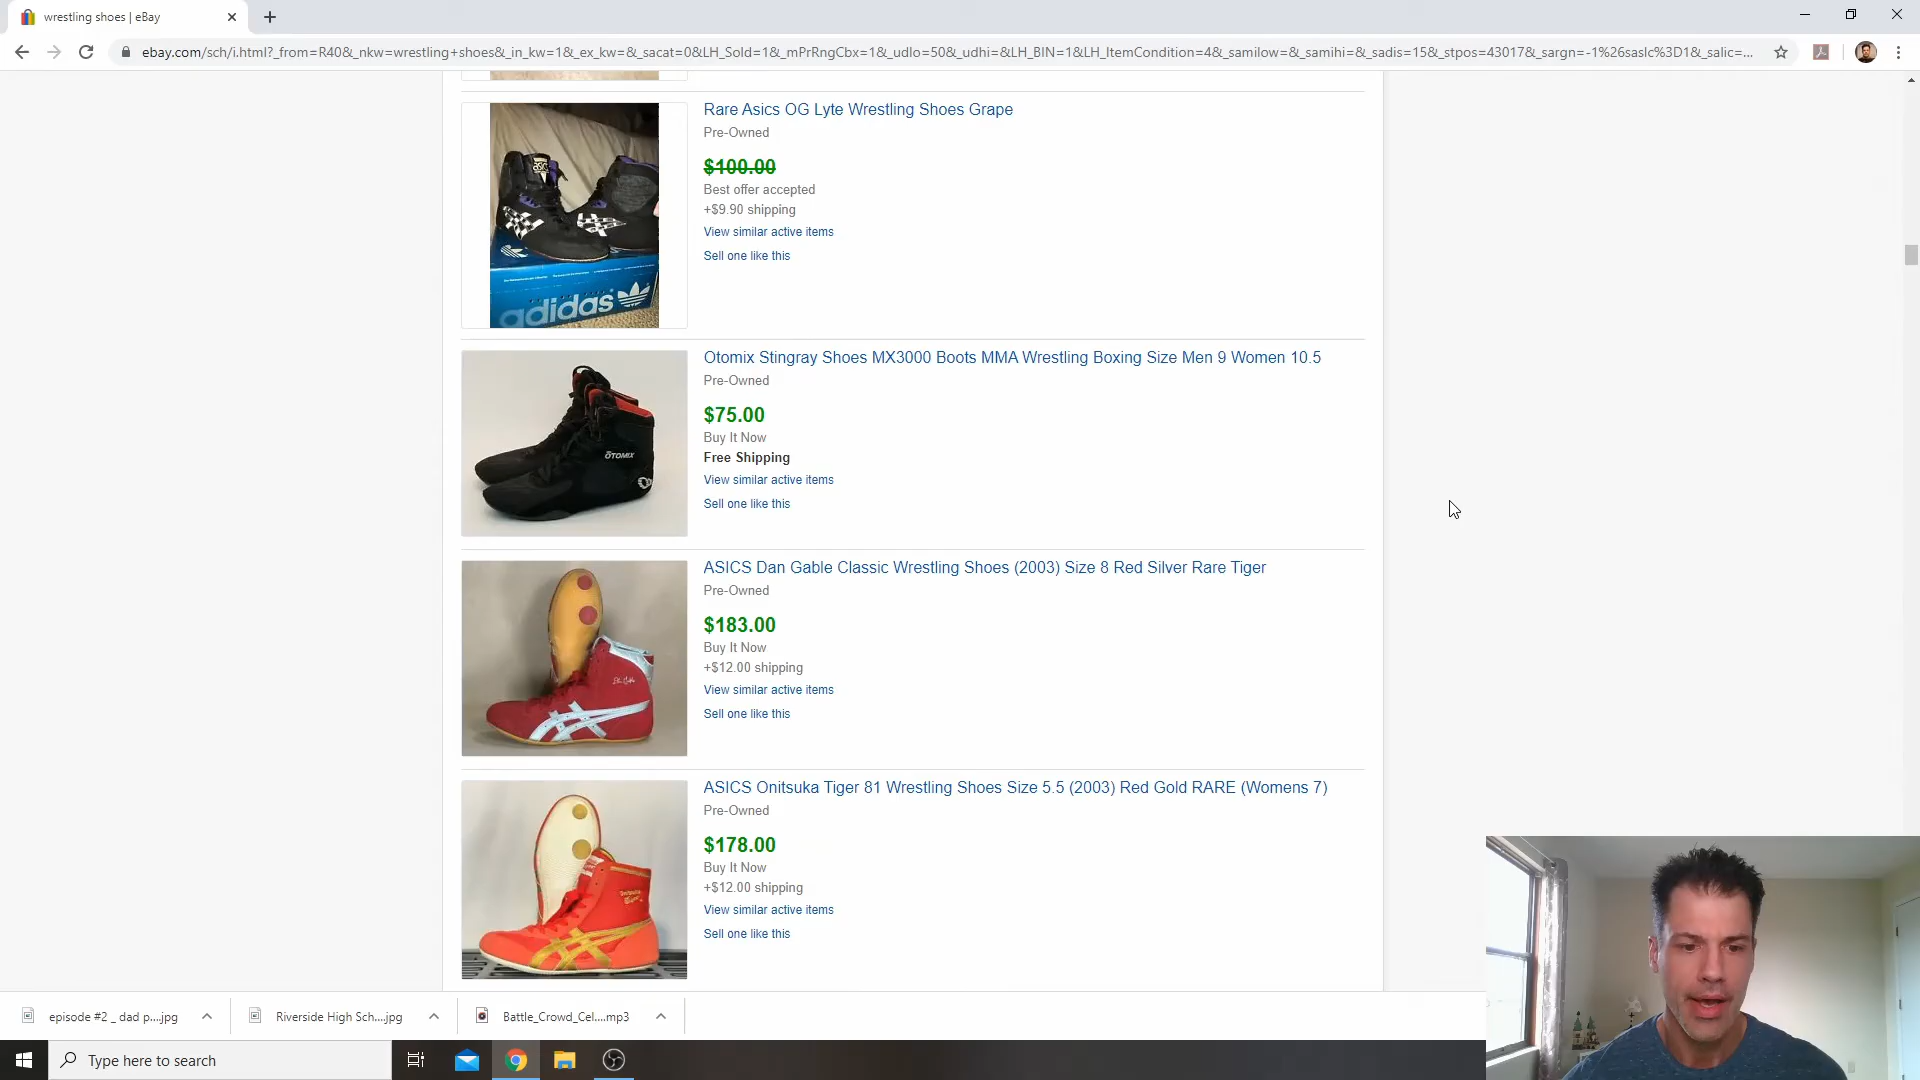 wrestling shoes | eBay
ebay.com/sch/i.html?_from=R40&_nkw=wrestling+shoes&_in_kw=1&_ex_kw=&_sacat=0&LH_Sold=1&_mPrRngCbx=1&_udlo=50&_udhi=&LH_BIN=1&LH_ItemCondition=4&_samilow=&_samihi=&_sadis=15&_stpos=43017&_sargn=-1%26saslc%3D1&_salic=...
Rare Asics OG Lyte Wrestling Shoes Grape
Pre-Owned
$100.00
Best offer accepted
+$9.90 shipping
View similar active items
Sell one like this
asics
adidas
Otomix Stingray Shoes MX3000 Boots MMA Wrestling Boxing Size Men 9 Women 10.5
Pre-Owned
$75.00
Buy It Now
Free Shipping
View similar active items
Sell one like this
OTOMIX
ASICS Dan Gable Classic Wrestling Shoes (2003) Size 8 Red Silver Rare Tiger
Pre-Owned
$183.00
Buy It Now
+$12.00 shipping
View similar active items
Sell one like this
ASICS Onitsuka Tiger 81 Wrestling Shoes Size 5.5 (2003) Red Gold RARE (Womens 7)
Pre-Owned
$178.00
Buy It Now
+$12.00 shipping
View similar active items
Sell one like this
episode #2 _ dad p....jpg
Riverside High Sch....jpg
Battle_Crowd_Cel....mp3
Type here to search